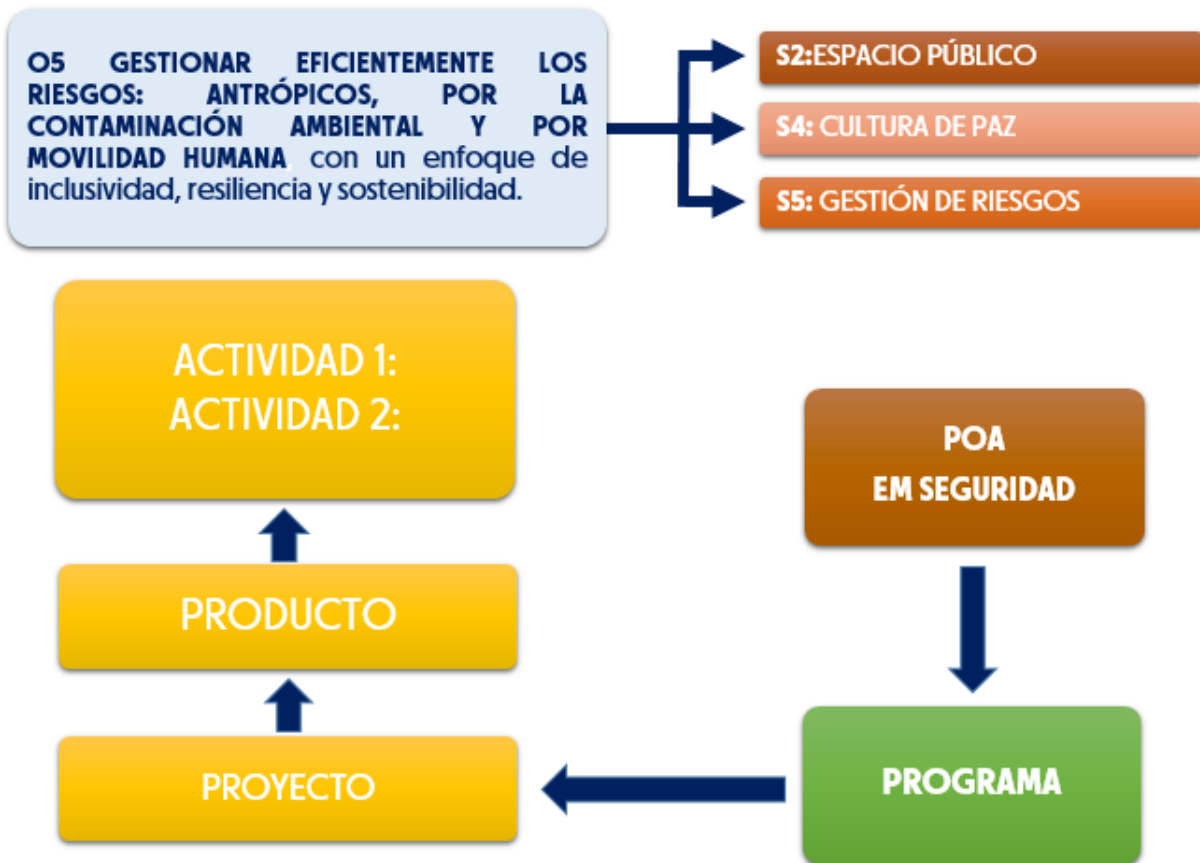 O5 GESTIONAR EFICIENTEMENTE LOS
RIESGOS: ANTRÓPICOS, POR LA
CONTAMINACIÓN AMBIENTAL Y POR
MOVILIDAD HUMANA con un enfoque de
inclusividad, resiliencia y sostenibilidad.
S2:ESPACIO PÚBLICO
S4: CULTURA DE PAZ
S5: GESTIÓN DE RIESGOS
ACTIVIDAD 1:
ACTIVIDAD 2:
POA
EM SEGURIDAD
PRODUCTO
PROYECTO
PROGRAMA